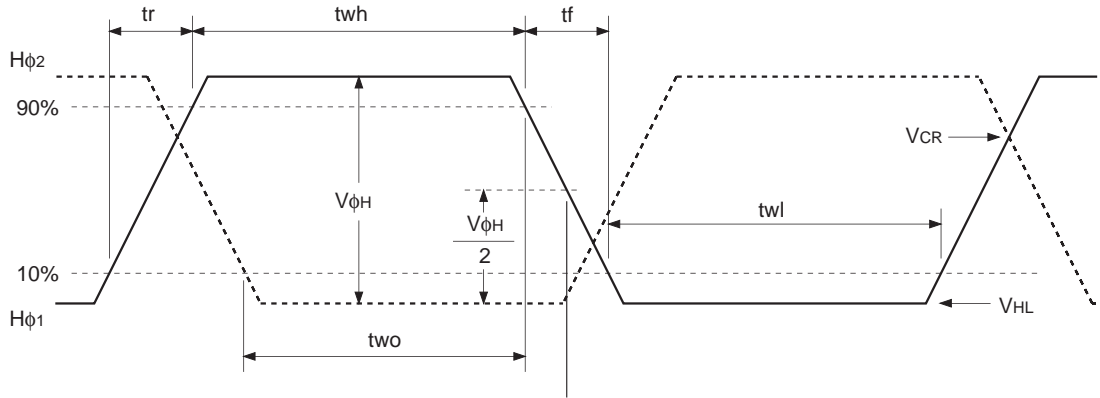 tr twh tf
Hϕ2
90%
VCR
VϕH
VϕH
2
twl
10%
VHL
Hϕ1
two